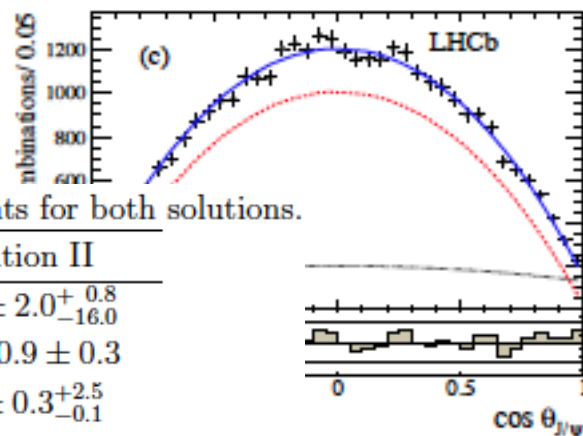 1200
(c)
LHCb
1000
800
600
nbinations/ 0.05
nts for both solutions.
tion II
± 2.0^{+ 0.8}_{-16.0}
0.9 ± 0.3
± 0.3^{+2.5}_{-0.1}
0
0.5
1
cos θ_{J/ψ}